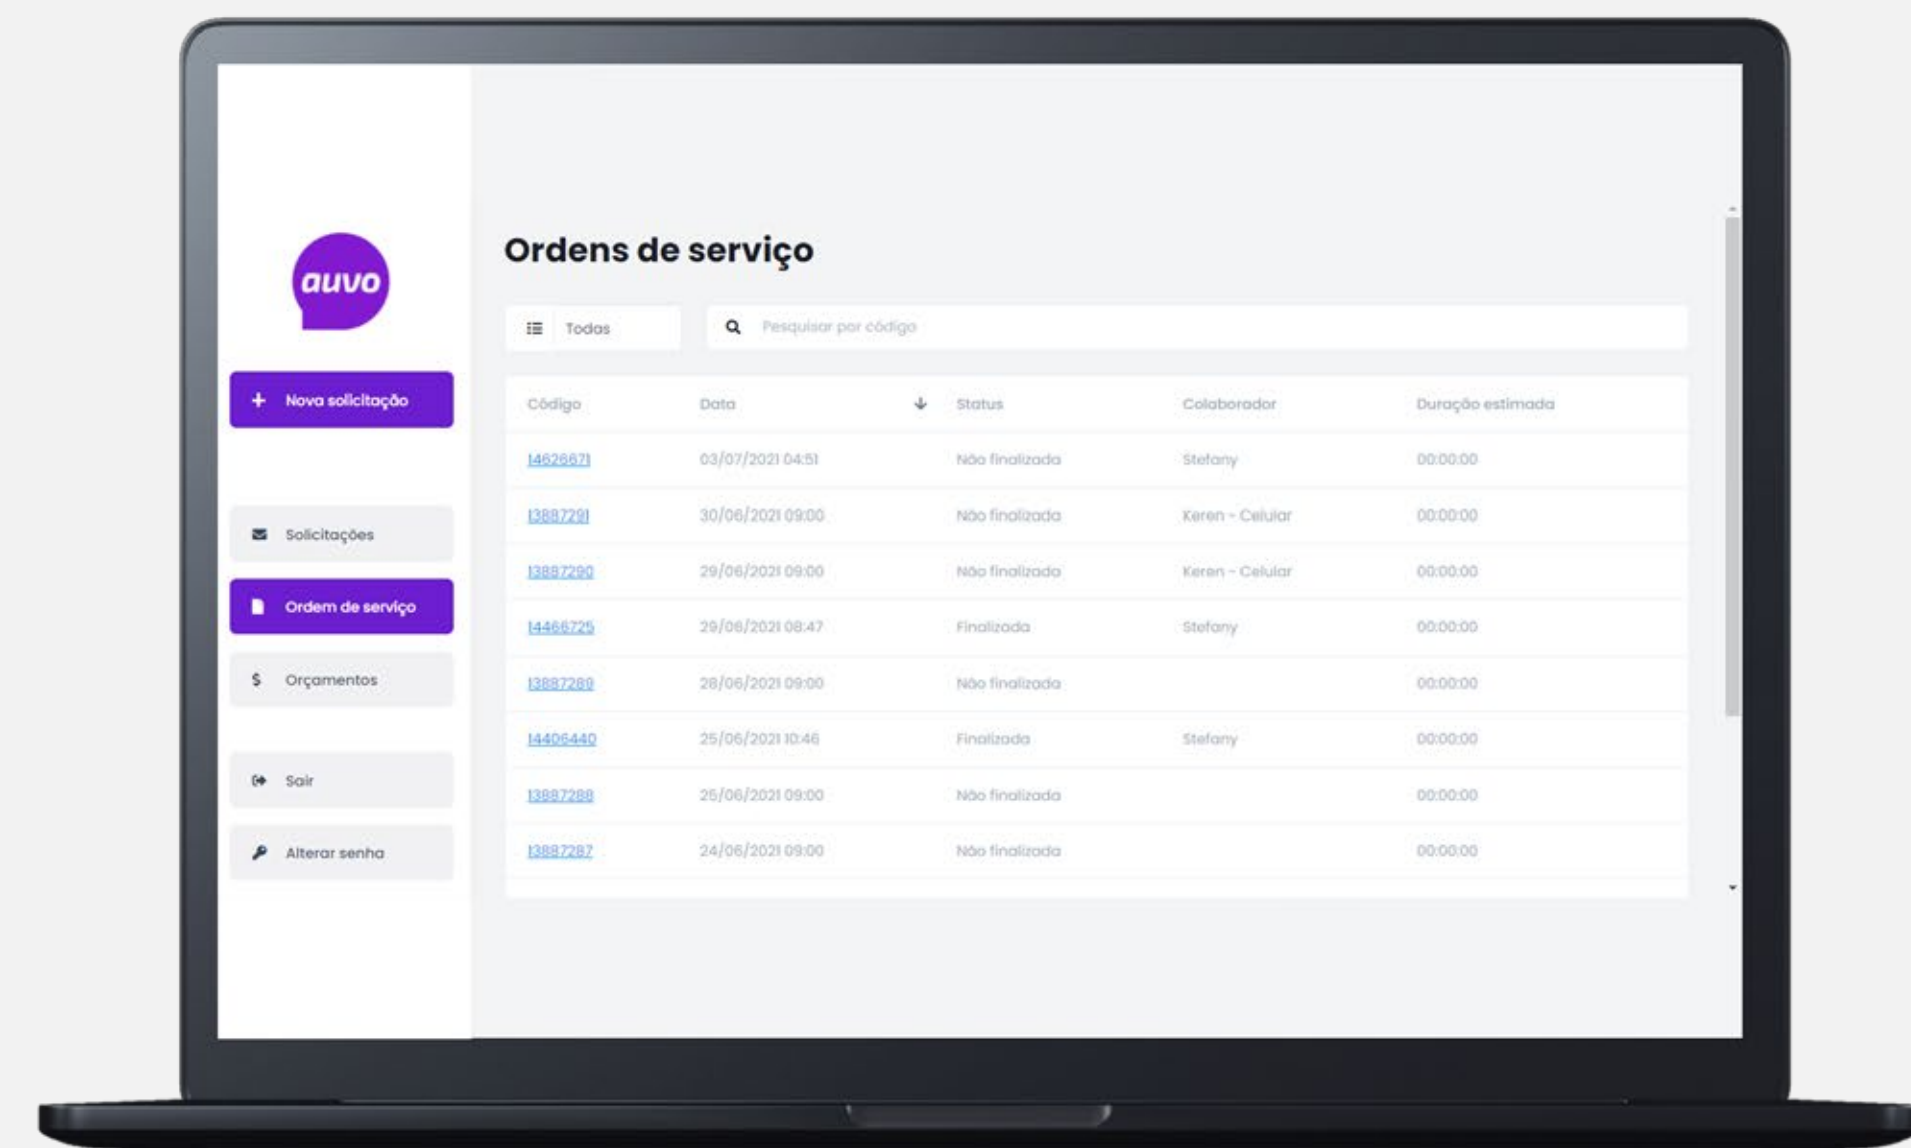 auvo
Nova solicitação
Solicitações
Ordem de serviço
Orçamentos
Sair
Alterar senha
Ordens de serviço
Todas
Pesquisar por código
Código Data Status Colaborador Duração estimada
14626671 03/07/2021 04:51 Não finalizada Stefany 00:00:00
13887291 30/06/2021 09:00 Não finalizada Keren - Celular 00:00:00
13887290 29/06/2021 09:00 Não finalizada Keren - Celular 00:00:00
14466725 29/06/2021 08:47 Finalizada Stefany 00:00:00
13887289 28/06/2021 09:00 Não finalizada 00:00:00
14406440 25/06/2021 10:46 Finalizada Stefany 00:00:00
13887288 25/06/2021 09:00 Não finalizada 00:00:00
13887287 24/06/2021 09:00 Não finalizada 00:00:00